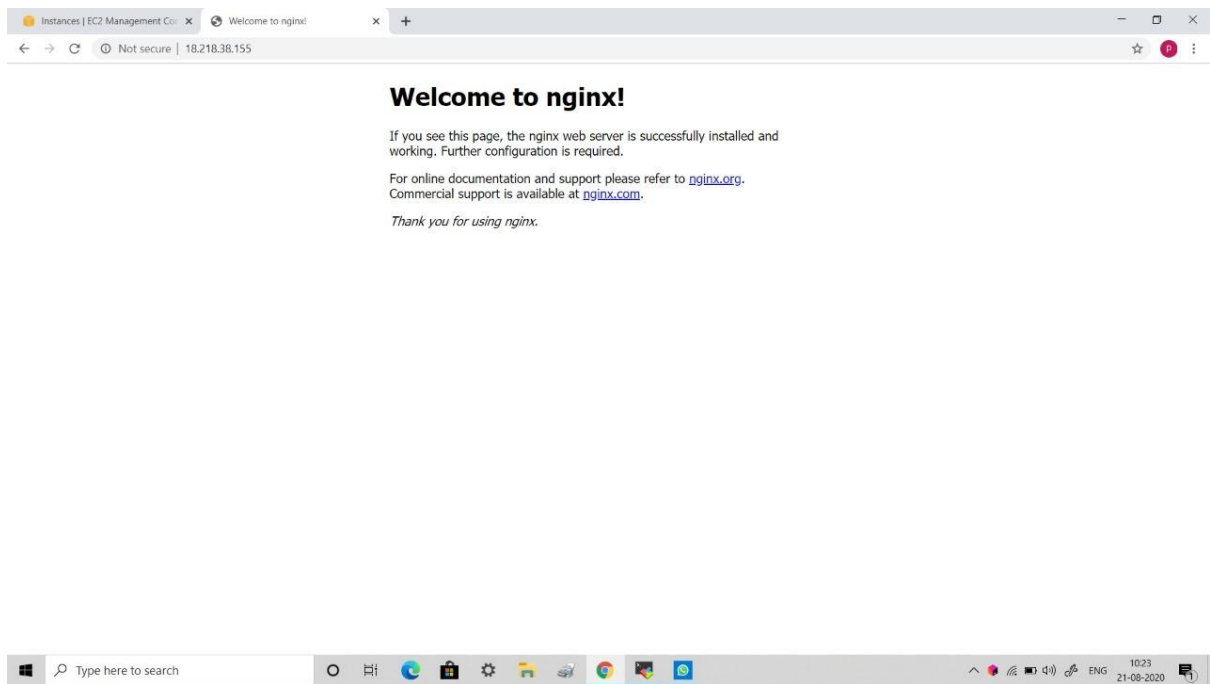 Instances | EC2 Management Co
Welcome to nginx!
Not secure | 18.218.38.155
P
Welcome to nginx!
If you see this page, the nginx web server is successfully installed and
working. Further configuration is required.
For online documentation and support please refer to nginx.org.
Commercial support is available at nginx.com.
Thank you for using nginx.
Type here to search
ENG
10:23
21-08-2020
1